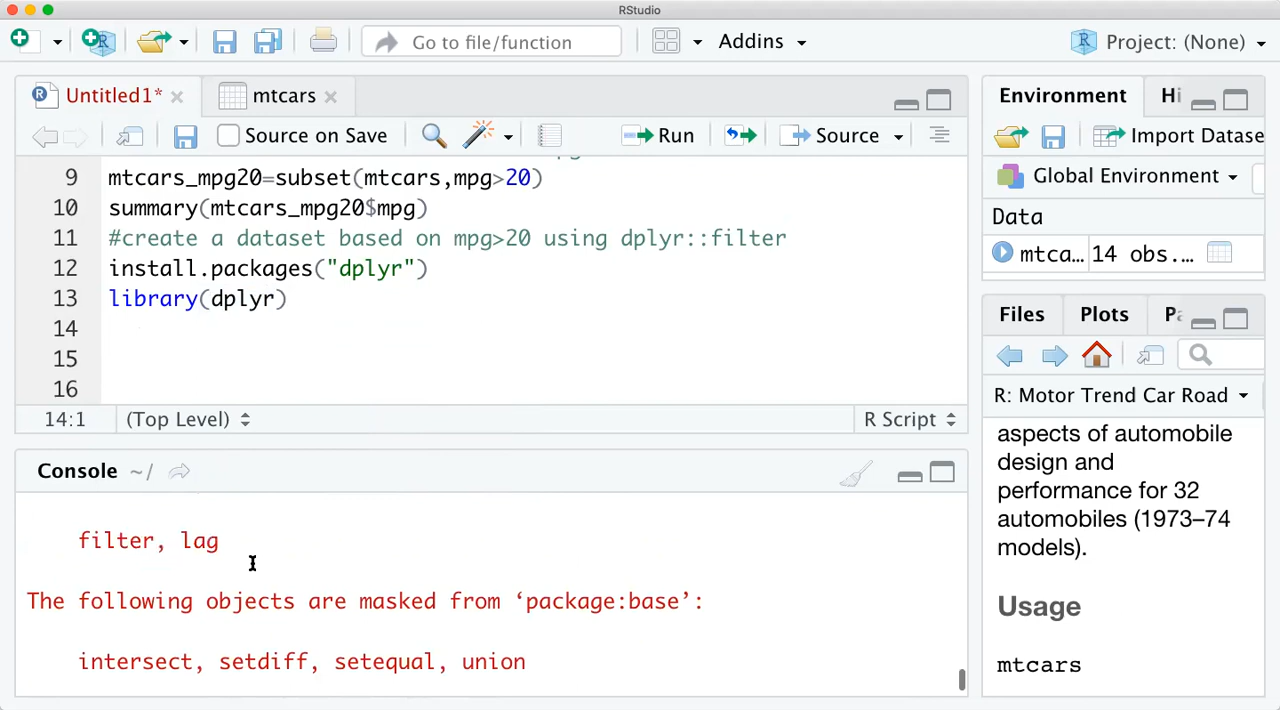 RStudio
Go to file/function
Addins
Project: (None)
Untitled1*
mtcars
Source on Save
Run
Source
9 mtcars_mpg20=subset(mtcars,mpg>20)
10 summary(mtcars_mpg20$mpg)
11 #create a dataset based on mpg>20 using dplyr::filter
12 install.packages("dplyr")
13 library(dplyr)
14
15
16
14:1 (Top Level) R Script
Console ~/
filter, lag
The following objects are masked from ‘package:base’:
intersect, setdiff, setequal, union
Environment Hi
Import Datase
Global Environment
Data
mtca… 14 obs.…
Files Plots Pa
R: Motor Trend Car Road
aspects of automobile
design and
performance for 32
automobiles (1973–74
models).
Usage
mtcars